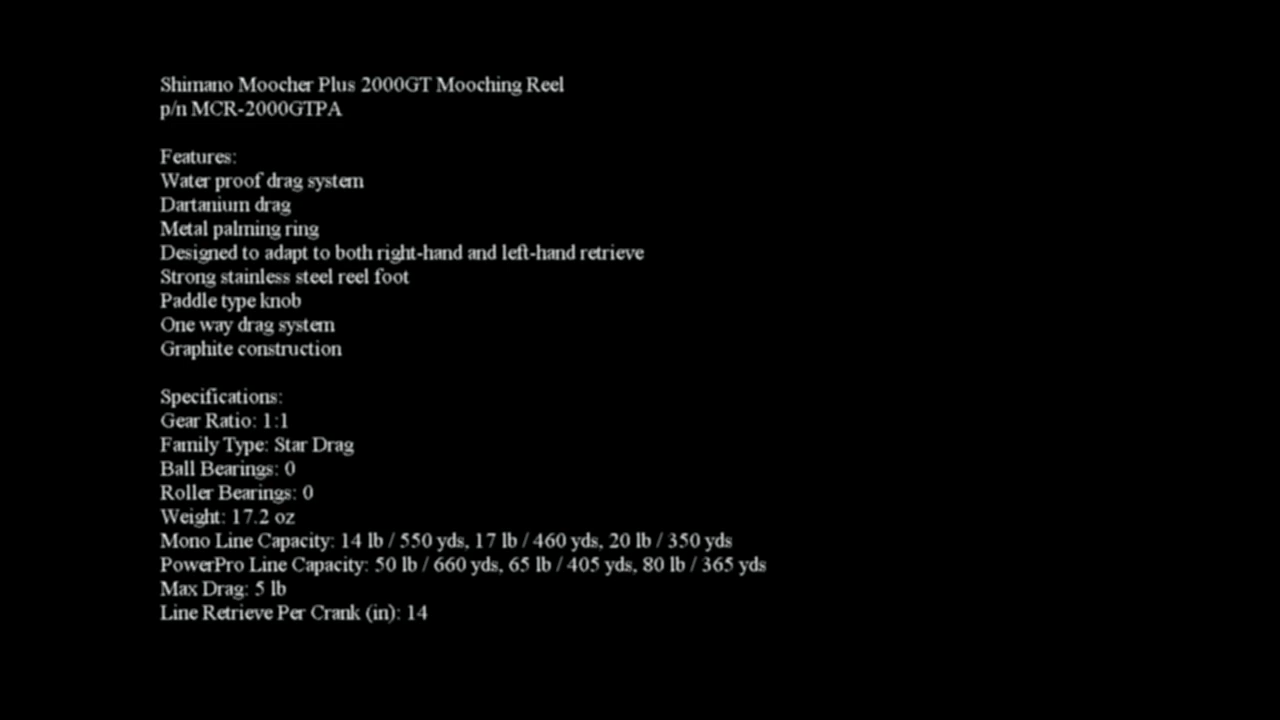 Shimano Moocher Plus 2000GT Mooching Reel
p/n MCR-2000GTPA
Features:
Water proof drag system
Dartanium drag
Metal palming ring
Designed to adapt to both right-hand and left-hand retrieve
Strong stainless steel reel foot
Paddle type knob
One way drag system
Graphite construction
Specifications:
Gear Ratio: 1:1
Family Type: Star Drag
Ball Bearings: 0
Roller Bearings: 0
Weight: 17.2 oz
Mono Line Capacity: 14 lb / 550 yds, 17 lb / 460 yds, 20 lb / 350 yds
PowerPro Line Capacity: 50 lb / 660 yds, 65 lb / 405 yds, 80 lb / 365 yds
Max Drag: 5 lb
Line Retrieve Per Crank (in): 14